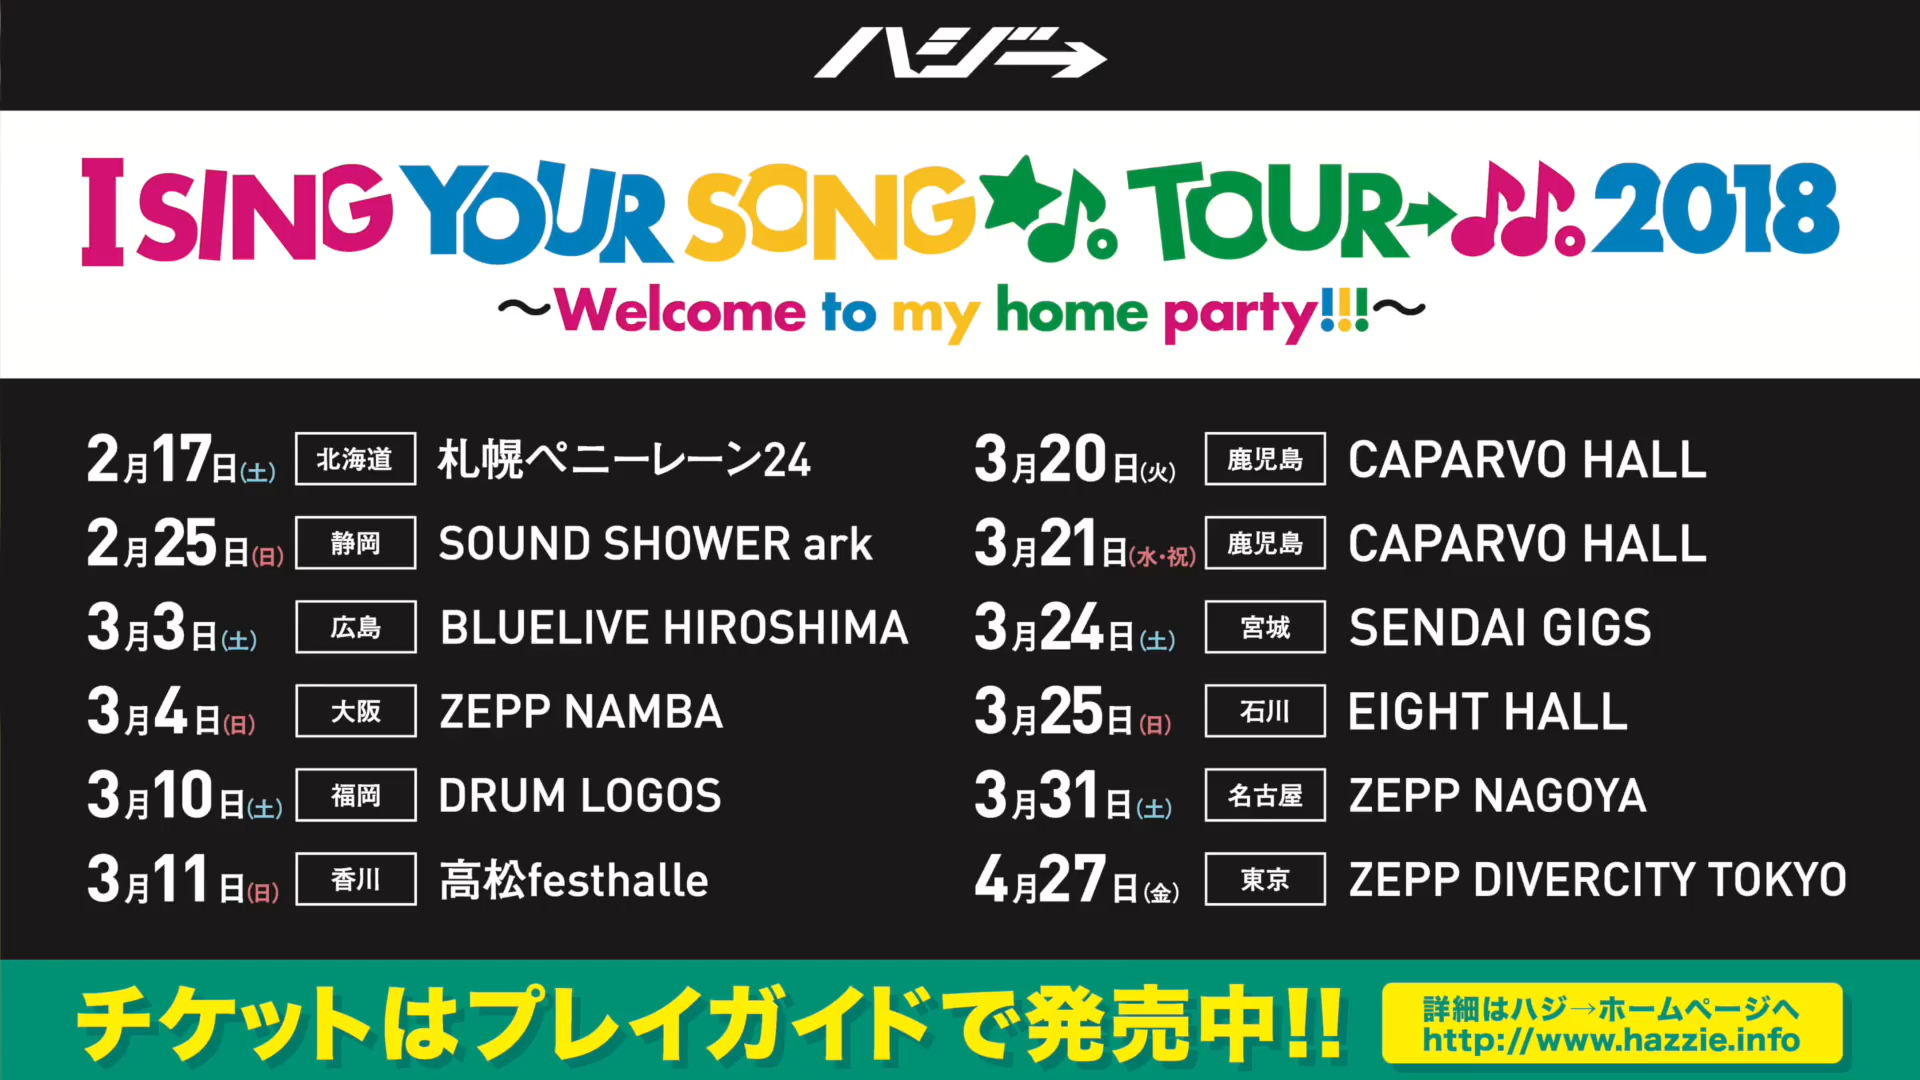 ハジ→
I SING YOUR SONG★♪。TOUR→♪♪。2018
〜Welcome to my home party!!!〜
2月17日(土) 北海道 札幌ペニーレーン24
2月25日(日) 静岡 SOUND SHOWER ark
3月3日(土) 広島 BLUELIVE HIROSHIMA
3月4日(日) 大阪 ZEPP NAMBA
3月10日(土) 福岡 DRUM LOGOS
3月11日(日) 香川 高松festhalle
3月20日(火) 鹿児島 CAPARVO HALL
3月21日(水・祝) 鹿児島 CAPARVO HALL
3月24日(土) 宮城 SENDAI GIGS
3月25日(日) 石川 EIGHT HALL
3月31日(土) 名古屋 ZEPP NAGOYA
4月27日(金) 東京 ZEPP DIVERCITY TOKYO
チケットはプレイガイドで発売中!!
詳細はハジ→ホームページへ
http://www.hazzie.info